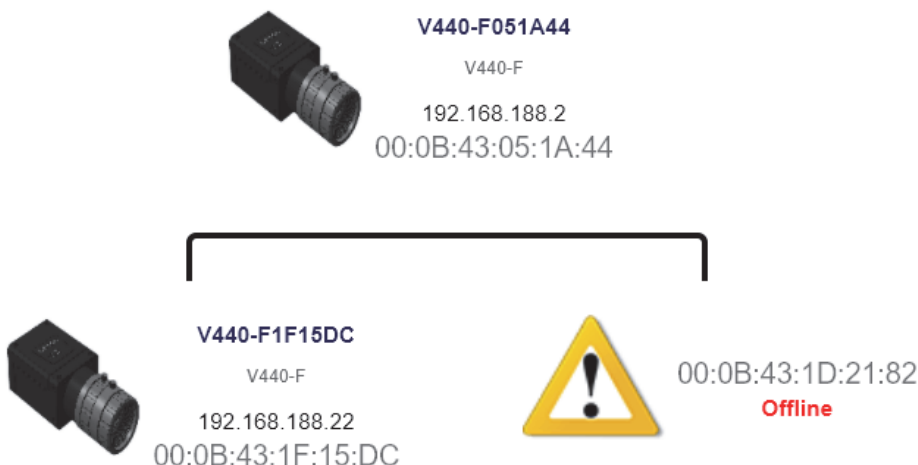 V440-F051A44
V440-F
192.168.188.2
00:0B:43:05:1A:44
V440-F1F15DC
V440-F
192.168.188.22
00:0B:43:1F:15:DC
00:0B:43:1D:21:82
Offline